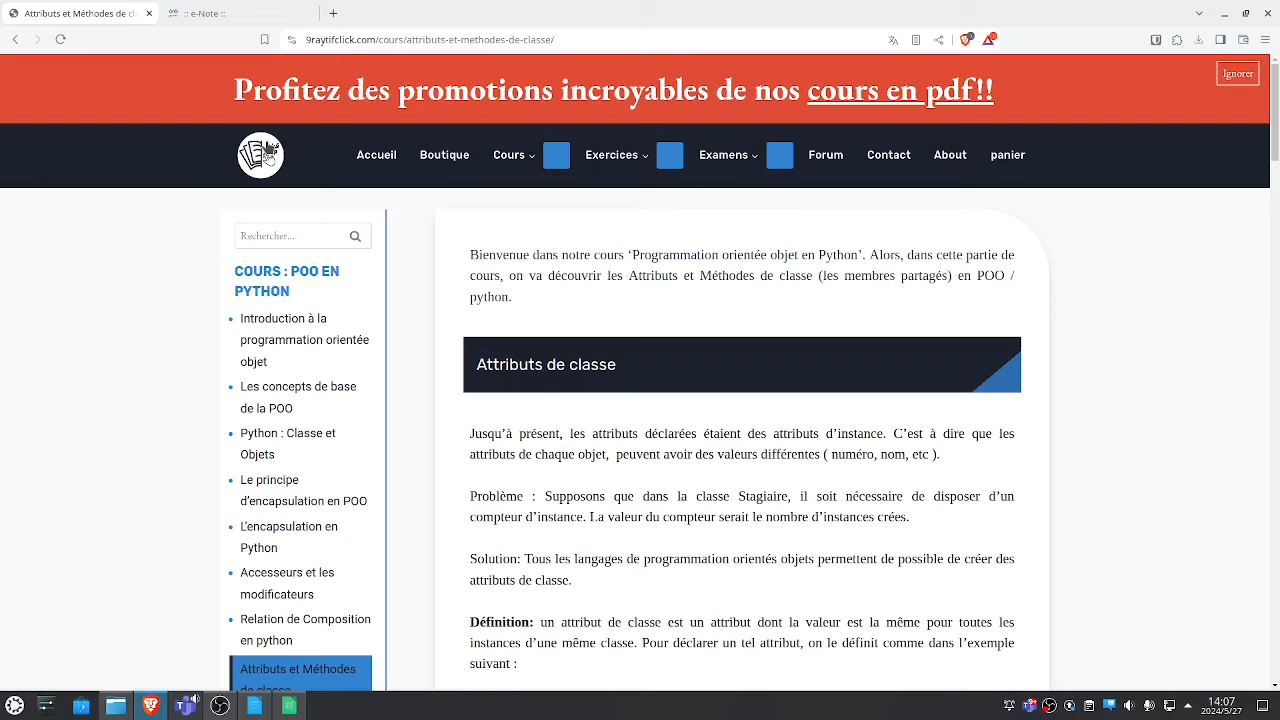 Attributs et Méthodes de cl
:: e-Note ::
9raytifclick.com/cours/attributs-et-methodes-de-classe/
Profitez des promotions incroyables de nos cours en pdf!!
Ignorer
Accueil Boutique Cours Exercices Examens Forum Contact About panier
Rechercher...
COURS : POO EN
PYTHON
Introduction à la
programmation orientée
objet
Les concepts de base
de la POO
Python : Classe et
Objets
Le principe
d’encapsulation en POO
L’encapsulation en
Python
Accesseurs et les
modificateurs
Relation de Composition
en python
Attributs et Méthodes
de classe
Bienvenue dans notre cours ‘Programmation orientée objet en Python’. Alors, dans cette partie de
cours, on va découvrir les Attributs et Méthodes de classe (les membres partagés) en POO /
python.
Attributs de classe
Jusqu’à présent, les attributs déclarées étaient des attributs d’instance. C’est à dire que les
attributs de chaque objet, peuvent avoir des valeurs différentes ( numéro, nom, etc ).
Problème : Supposons que dans la classe Stagiaire, il soit nécessaire de disposer d’un
compteur d’instance. La valeur du compteur serait le nombre d’instances crées.
Solution: Tous les langages de programmation orientés objets permettent de possible de créer des
attributs de classe.
Définition: un attribut de classe est un attribut dont la valeur est la même pour toutes les
instances d’une même classe. Pour déclarer un tel attribut, on le définit comme dans l’exemple
suivant :
14:07
2024/5/27